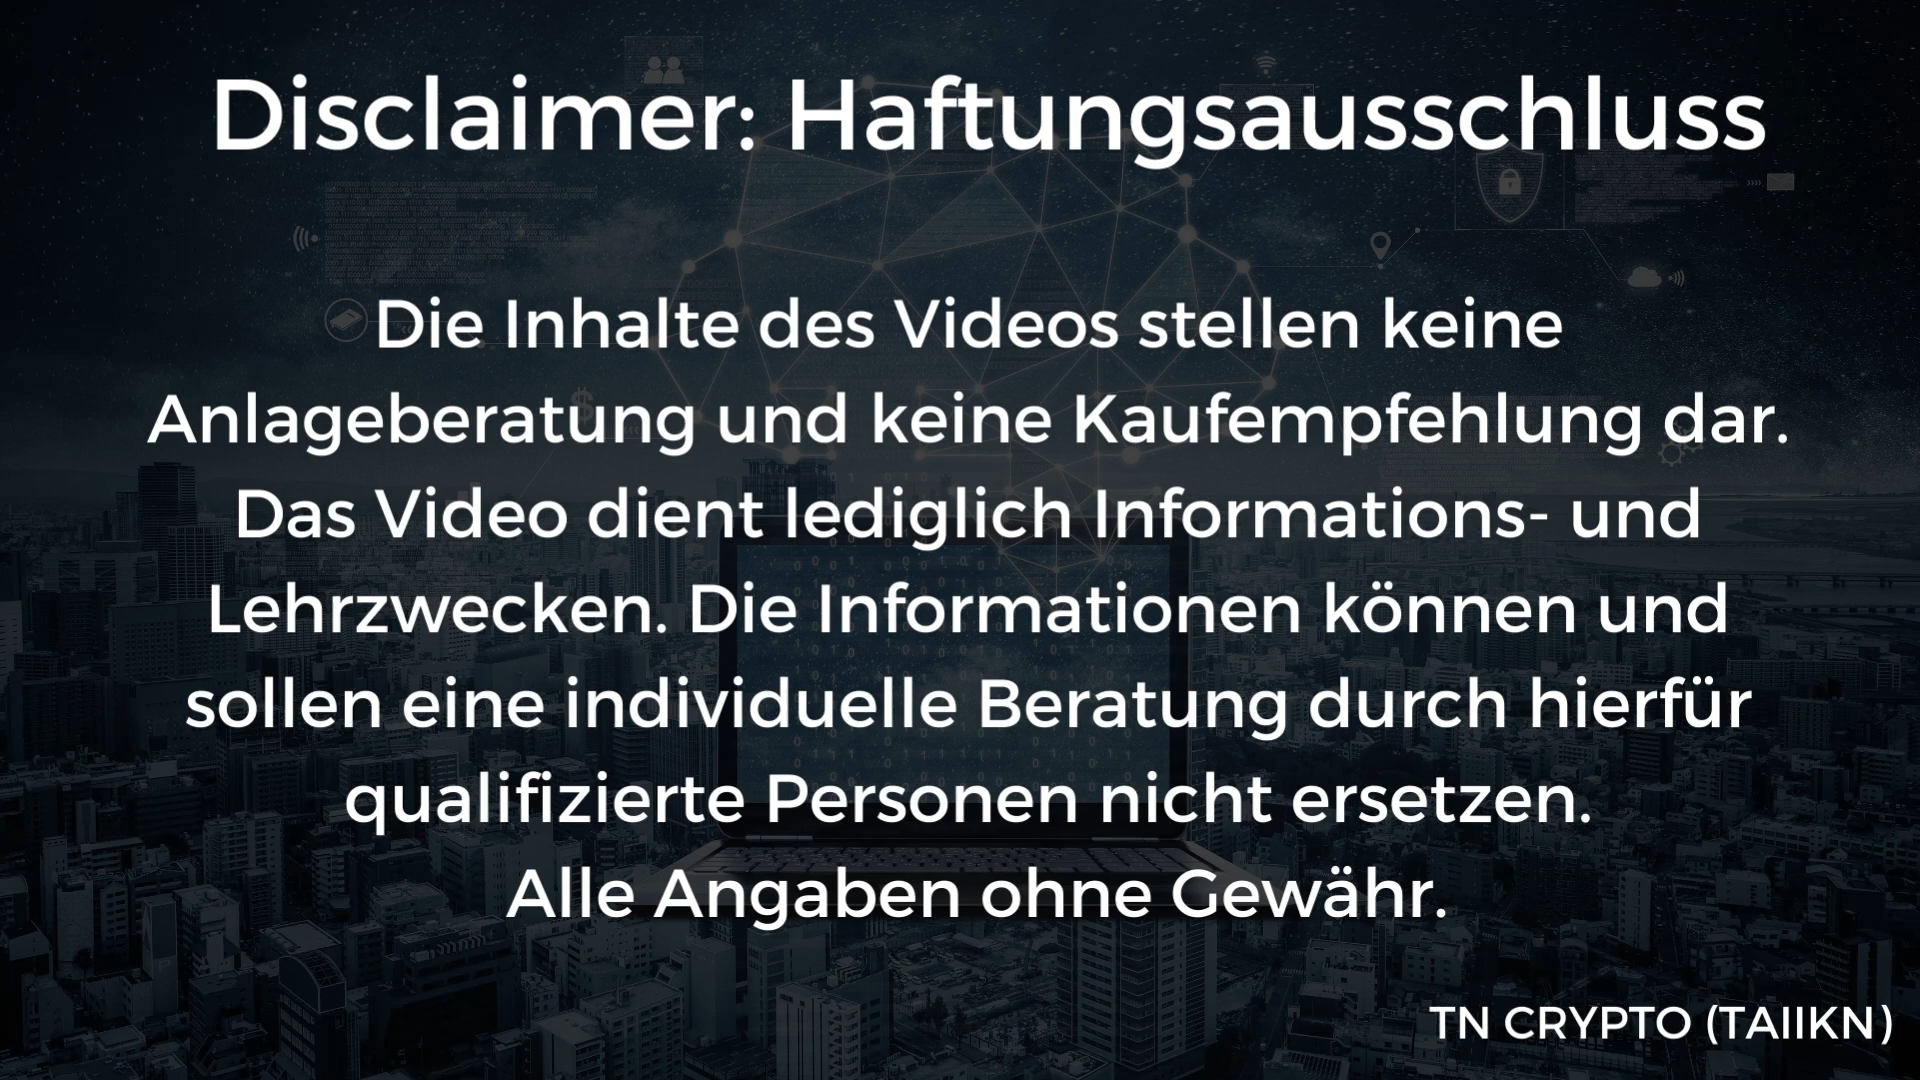 Disclaimer: Haftungsausschluss
Die Inhalte des Videos stellen keine
Anlageberatung und keine Kaufempfehlung dar.
Das Video dient lediglich Informations- und
Lehrzwecken. Die Informationen können und
sollen eine individuelle Beratung durch hierfür
qualifizierte Personen nicht ersetzen.
Alle Angaben ohne Gewähr.
TN CRYPTO (TAIIKN)